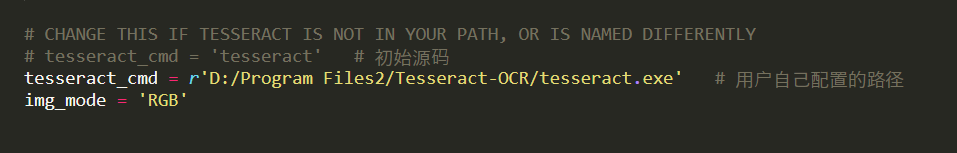 # CHANGE THIS IF TESSERACT IS NOT IN YOUR PATH, OR IS NAMED DIFFERENTLY
# tesseract_cmd = 'tesseract'   # 初始源码
tesseract_cmd = r'D:/Program Files2/Tesseract-OCR/tesseract.exe'   # 用户自己配置的路径
img_mode = 'RGB'